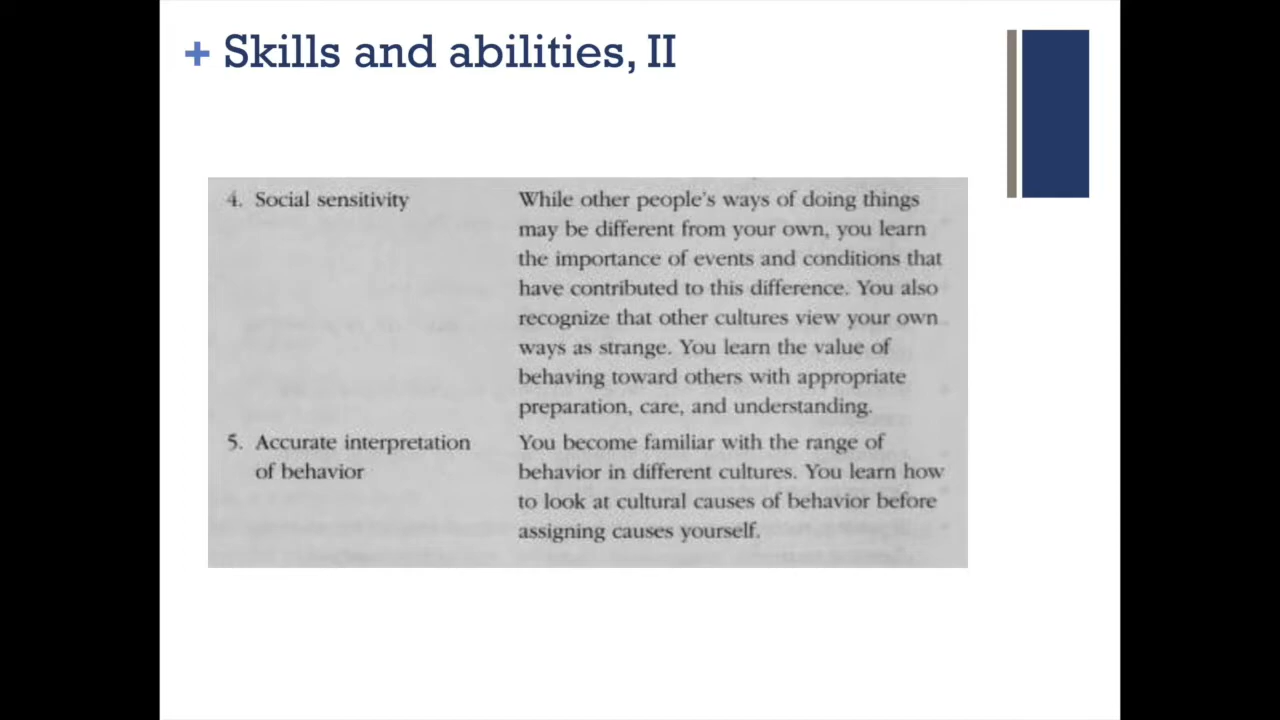 + Skills and abilities, II
4. Social sensitivity
While other people's ways of doing things
may be different from your own, you learn
the importance of events and conditions that
have contributed to this difference. You also
recognize that other cultures view your own
ways as strange. You learn the value of
behaving toward others with appropriate
preparation, care, and understanding.
5. Accurate interpretation
of behavior
You become familiar with the range of
behavior in different cultures. You learn how
to look at cultural causes of behavior before
assigning causes yourself.